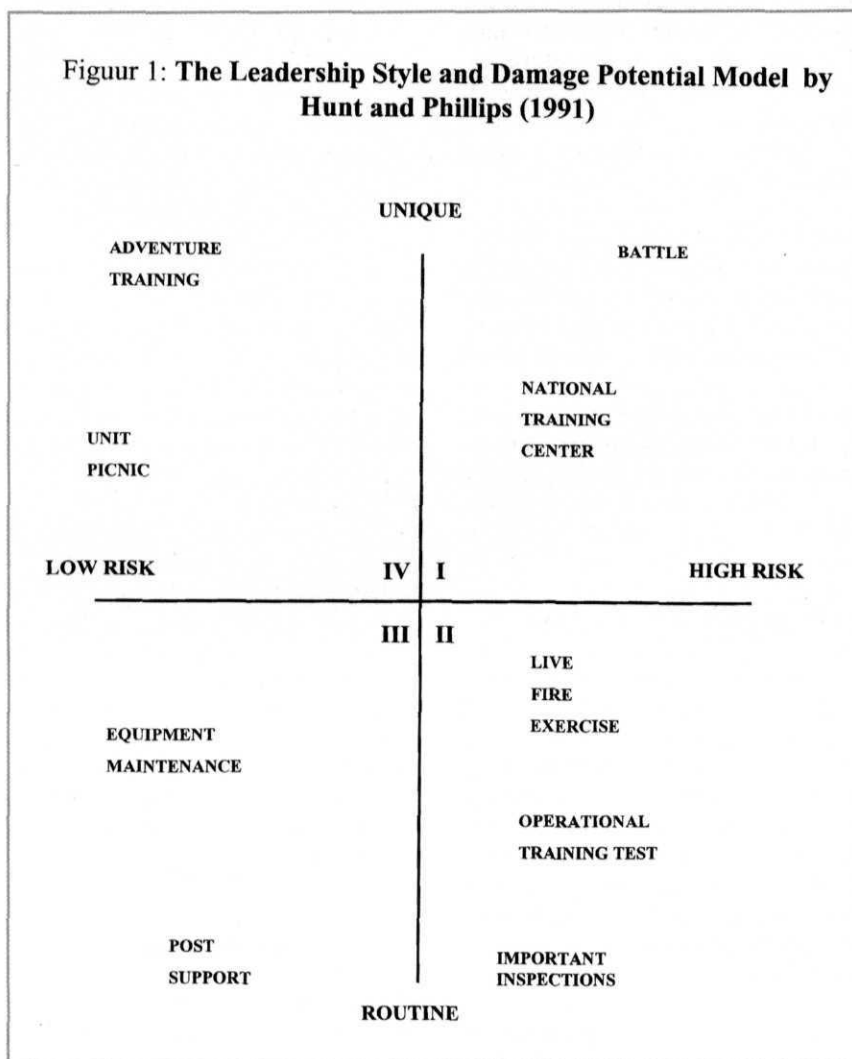 Figuur 1: The Leadership Style and Damage Potential Model by
Hunt and Phillips (1991)
UNIQUE
ADVENTURE
TRAINING
BATTLE
NATIONAL
TRAINING
CENTER
UNIT
PICNIC
LOW RISK
IV
I
HIGH RISK
III
II
LIVE
FIRE
EXERCISE
EQUIPMENT
MAINTENANCE
OPERATIONAL
TRAINING TEST
POST
SUPPORT
IMPORTANT
INSPECTIONS
ROUTINE